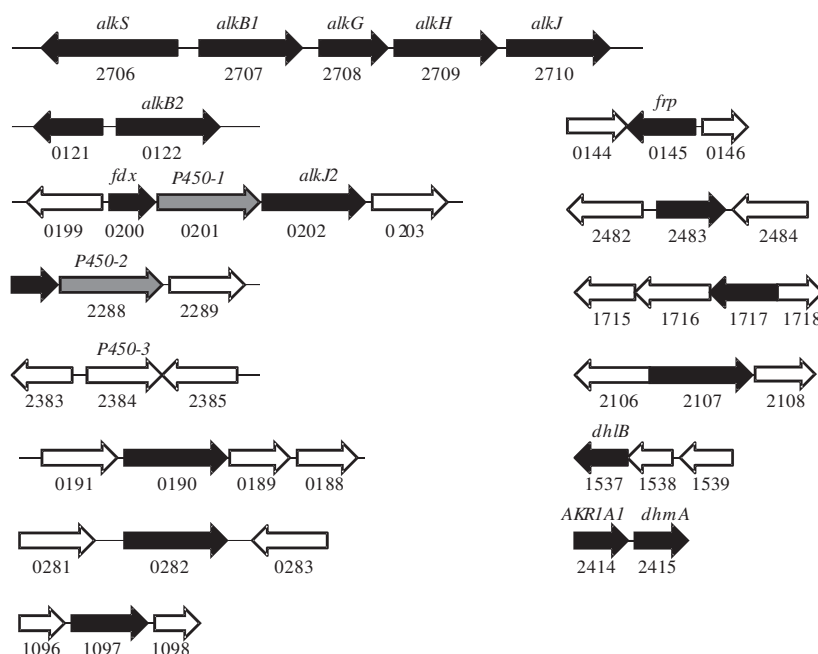 alkS alkB1 alkG alkH alkJ
2706 2707 2708 2709 2710
alkB2
0121 0122
fdx P450-1 alkJ2
0199 0200 0201 0202 0203
P450-2
2288 2289
P450-3
2383 2384 2385
0191 0190 0189 0188
0281 0282 0283
1096 1097 1098
frp
0144 0145 0146
2482 2483 2484
1715 1716 1717 1718
2106 2107 2108
dhlB
1537 1538 1539
AKR1A1 dhmA
2414 2415